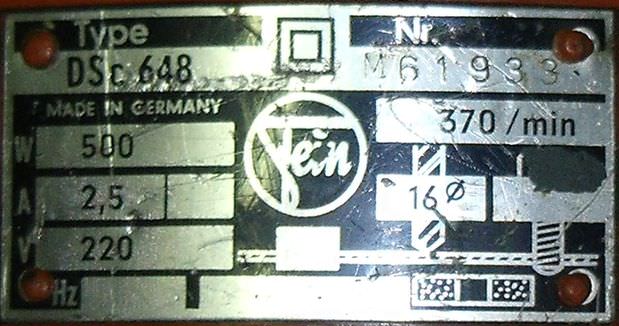 Type Nr.
DSc 648 M61933
MADE IN GERMANY
Fein
370/min
W 500
A 2,5
16 ⌀
V 220
Hz